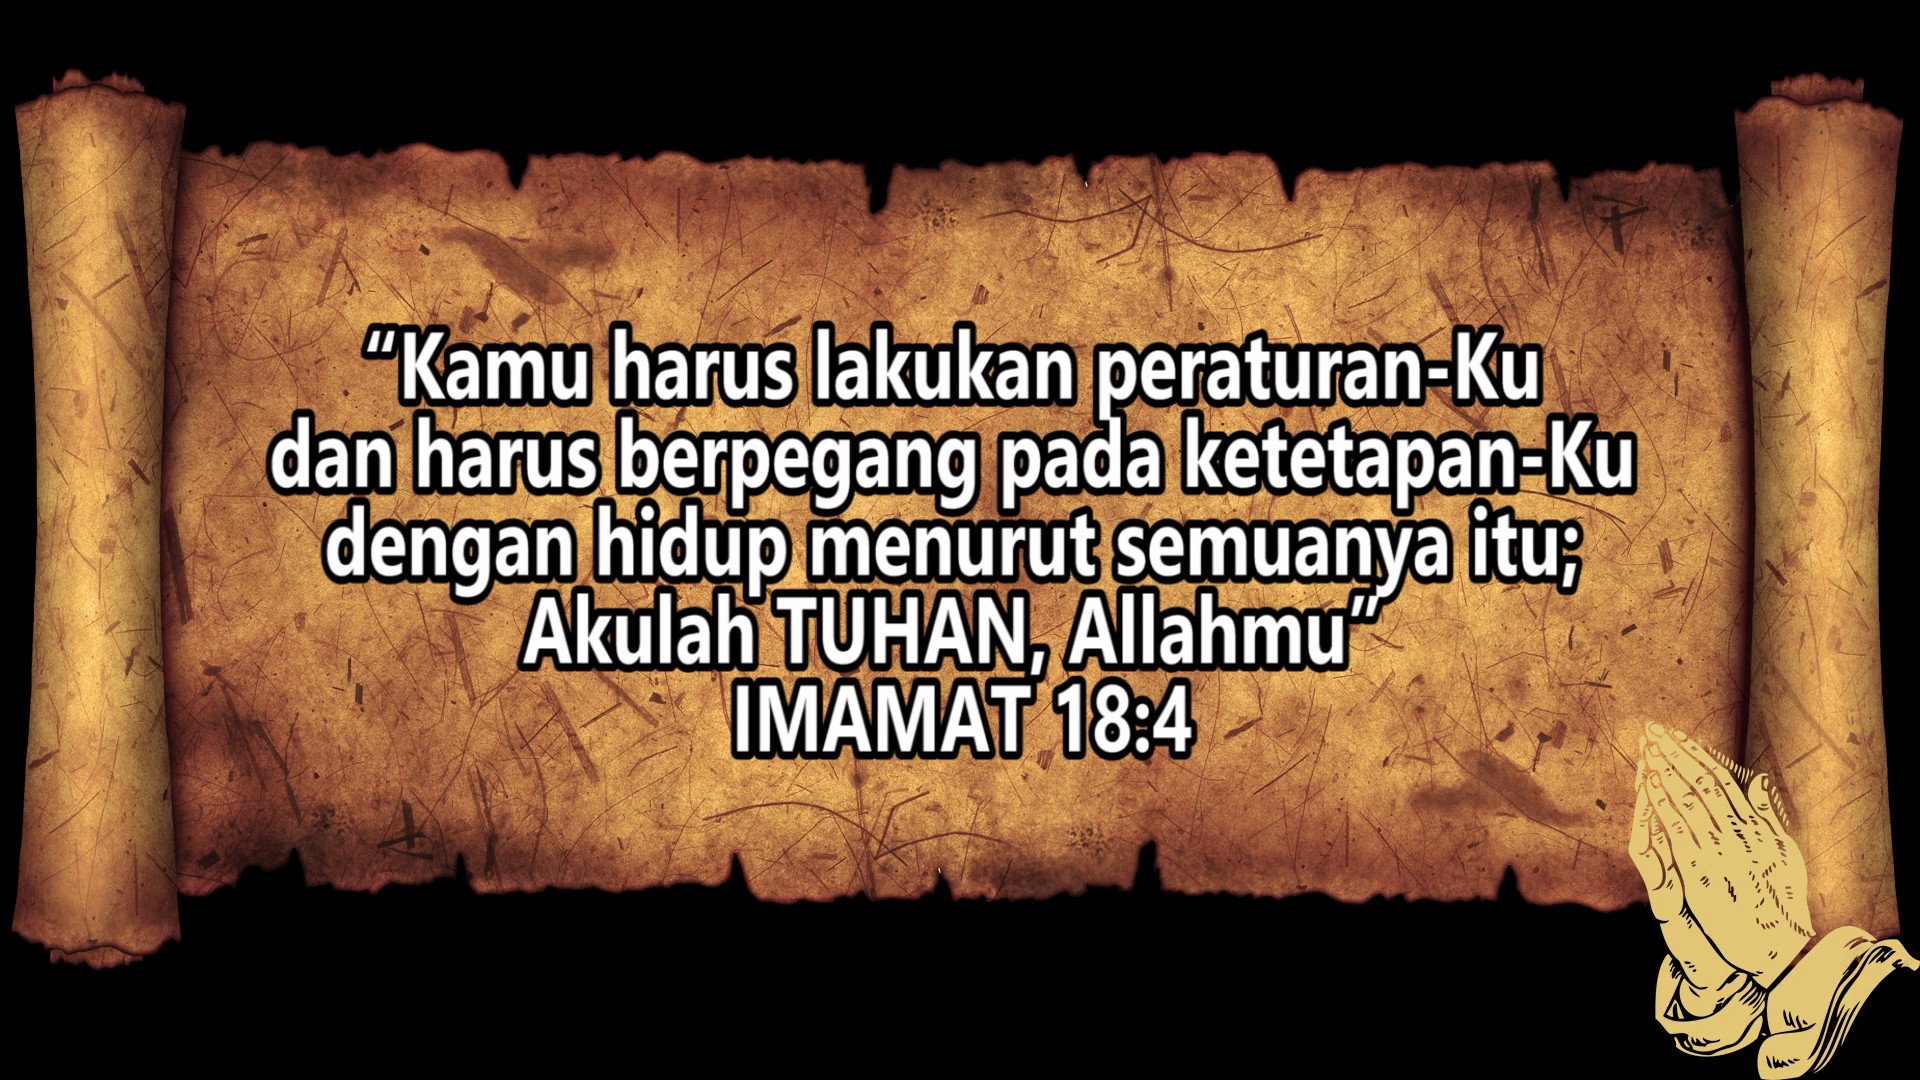 “Kamu harus lakukan peraturan-Ku
dan harus berpegang pada ketetapan-Ku
dengan hidup menurut semuanya itu;
Akulah TUHAN, Allahmu”
IMAMAT 18:4